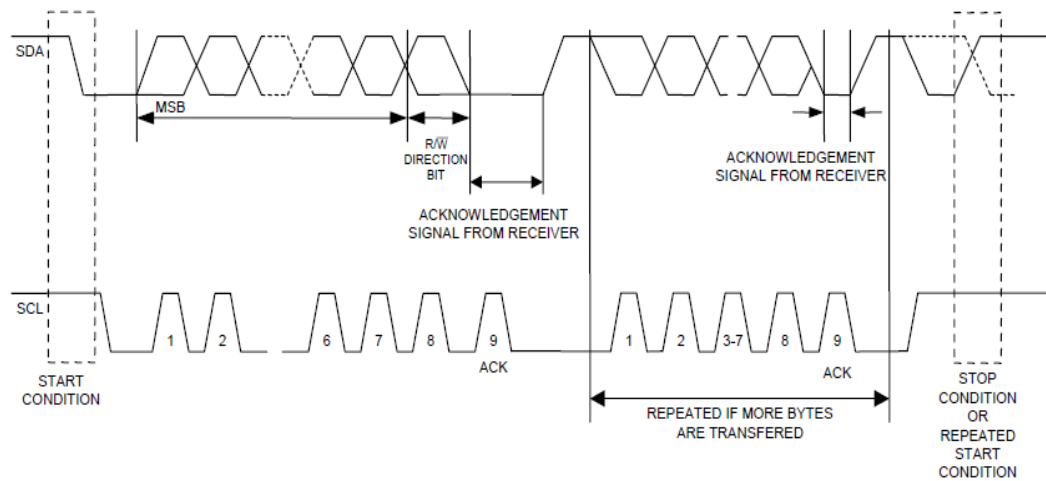 SDA
MSB
R/W̅
DIRECTION
BIT
ACKNOWLEDGEMENT
SIGNAL FROM RECEIVER
ACKNOWLEDGEMENT
SIGNAL FROM RECEIVER
SCL
1 2 6 7 8 9 1 2 3-7 8 9
ACK ACK
START
CONDITION
REPEATED IF MORE BYTES
ARE TRANSFERED
STOP
CONDITION
OR
REPEATED
START
CONDITION